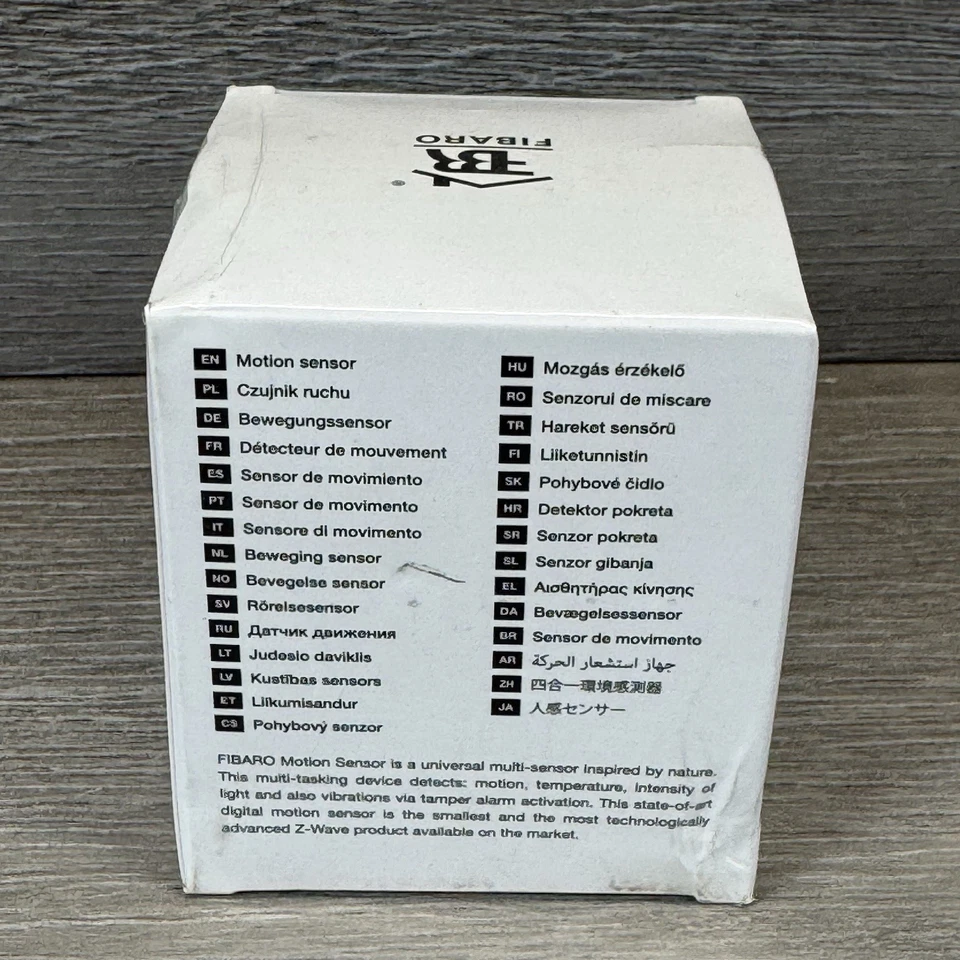 FIBARO
EN Motion sensor
PL Czujnik ruchu
DE Bewegungssensor
FR Détecteur de mouvement
ES Sensor de movimiento
PT Sensor de movimento
IT Sensore di movimento
NL Beweging sensor
NO Bevegelse sensor
SV Rörelsesensor
RU Датчик движения
LT Judesio daviklis
LV Kustības sensors
ET Liikumisandur
CS Pohybový senzor
HU Mozgás érzékelő
RO Senzorul de miscare
TR Hareket sensörü
FI Liiketunnistin
SK Pohybové čidlo
HR Detektor pokreta
SR Senzor pokreta
SL Senzor gibanja
EL Αισθητήρας κίνησης
DA Bevægelsessensor
BR Sensor de movimento
AR جهاز استشعار الحركة
ZH 四合一環境感測器
JA 人感センサー
FIBARO Motion Sensor is a universal multi-sensor inspired by nature.
This multi-tasking device detects: motion, temperature, intensity of
light and also vibrations via tamper alarm activation. This state-of-art
digital motion sensor is the smallest and the most technologically
advanced Z-Wave product available on the market.